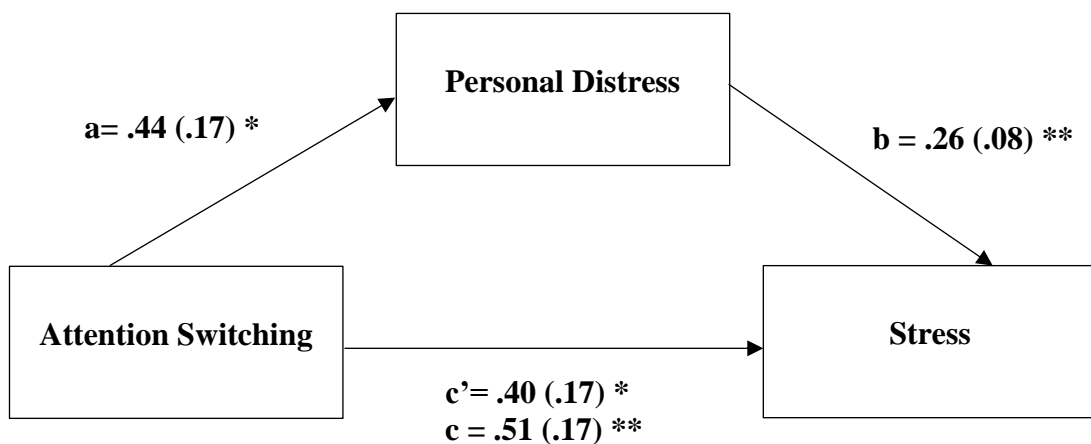 Personal Distress
a= .44 (.17) *
b = .26 (.08) **
Attention Switching
Stress
c’= .40 (.17) *
c = .51 (.17) **